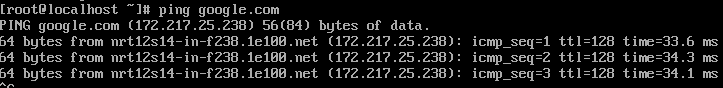 [root@localhost ~]# ping google.com
PING google.com (172.217.25.238) 56(84) bytes of data.
64 bytes from nrt12s14-in-f238.1e100.net (172.217.25.238): icmp_seq=1 ttl=128 time=33.6 ms
64 bytes from nrt12s14-in-f238.1e100.net (172.217.25.238): icmp_seq=2 ttl=128 time=34.3 ms
64 bytes from nrt12s14-in-f238.1e100.net (172.217.25.238): icmp_seq=3 ttl=128 time=34.1 ms
^C